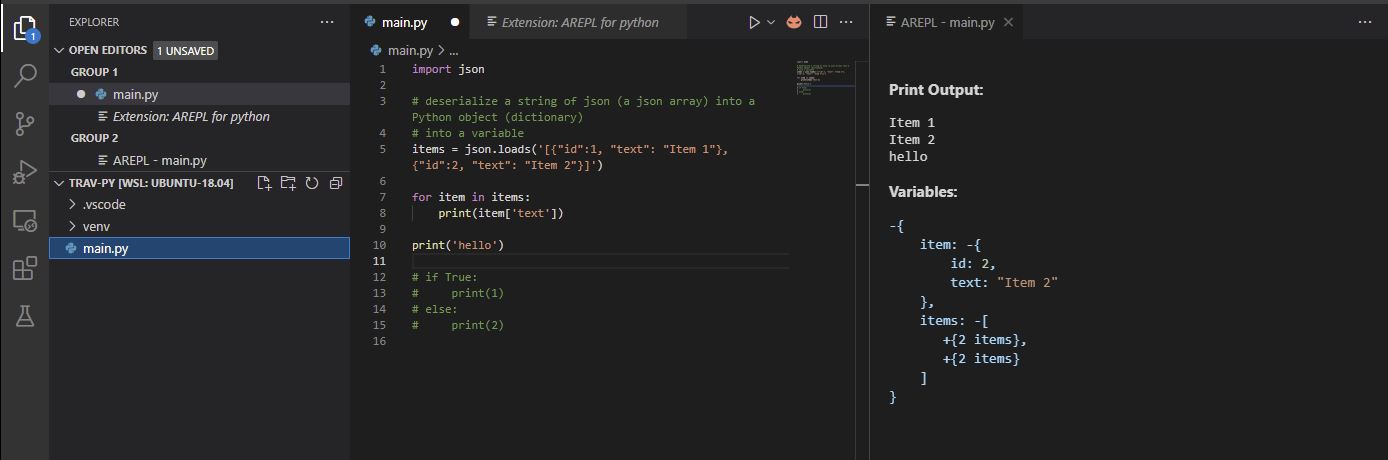 EXPLORER
OPEN EDITORS 1 UNSAVED
GROUP 1
main.py
Extension: AREPL for python
GROUP 2
AREPL - main.py
TRAV-PY [WSL: UBUNTU-18.04]
.vscode
venv
main.py
1
main.py
Extension: AREPL for python
main.py > ...
1 import json
2
3 # deserialize a string of json (a json array) into a
Python object (dictionary)
4 # into a variable
5 items = json.loads('[{"id":1, "text": "Item 1"},
{"id":2, "text": "Item 2"}]')
6
7 for item in items:
8     print(item['text'])
9
10 print('hello')
11
12 # if True:
13 #     print(1)
14 # else:
15 #     print(2)
16
AREPL - main.py
Print Output:
Item 1
Item 2
hello
Variables:
-{
item: -{
id: 2,
text: "Item 2"
},
items: -[
+{2 items},
+{2 items}
]
}